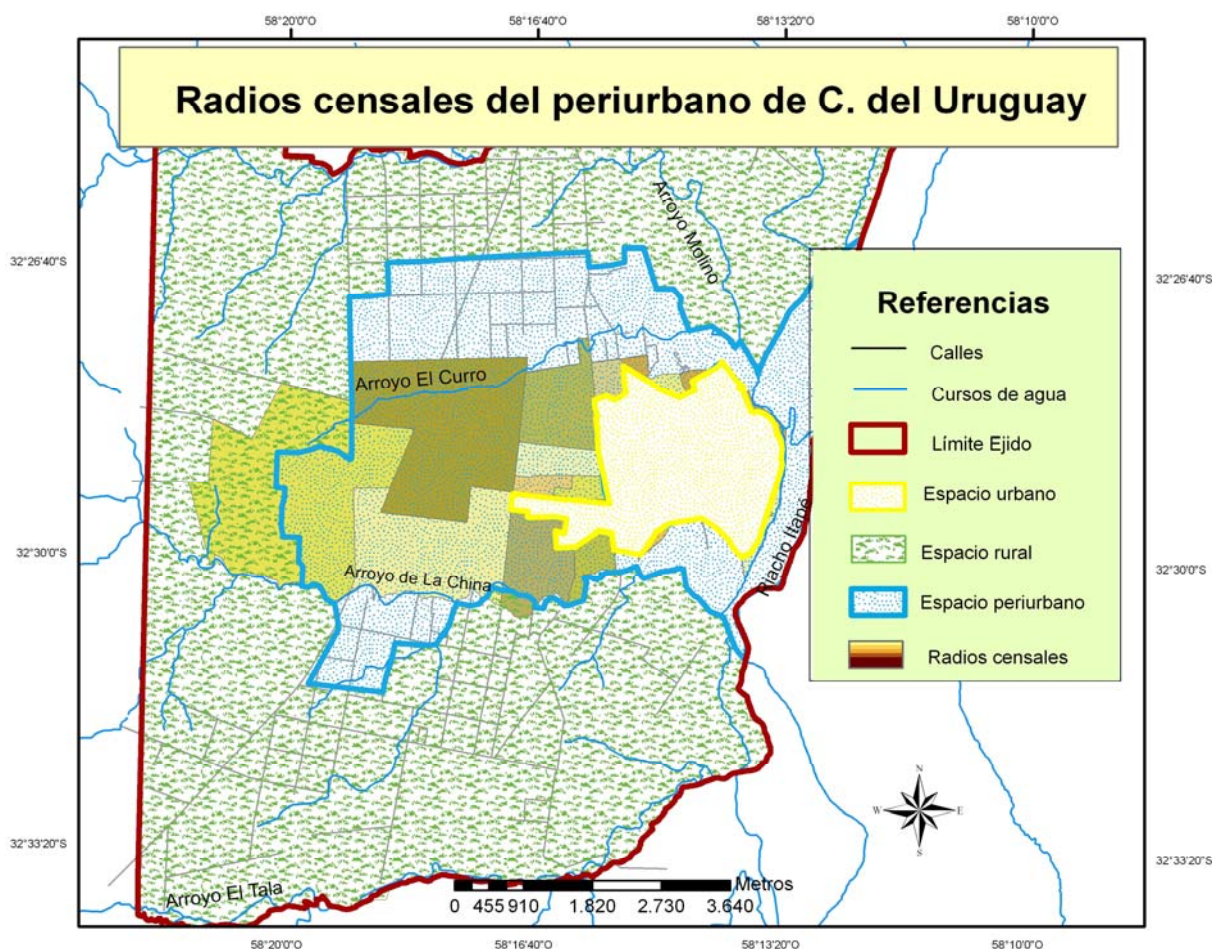 58°20'0"O 58°16'40"O 58°13'20"O 58°10'0"O
Radios censales del periurbano de C. del Uruguay
Arroyo Molino
32°26'40"S
32°26'40"S
Referencias
Calles
Cursos de agua
Límite Ejido
Espacio urbano
Espacio rural
Espacio periurbano
Radios censales
Arroyo El Curro
Riacho Itapé
32°30'0"S
32°30'0"S
Arroyo de La China
N
W E
S
32°33'20"S
32°33'20"S
Arroyo El Tala
Metros
0 455 910 1.820 2.730 3.640
58°20'0"O 58°16'40"O 58°13'20"O 58°10'0"O